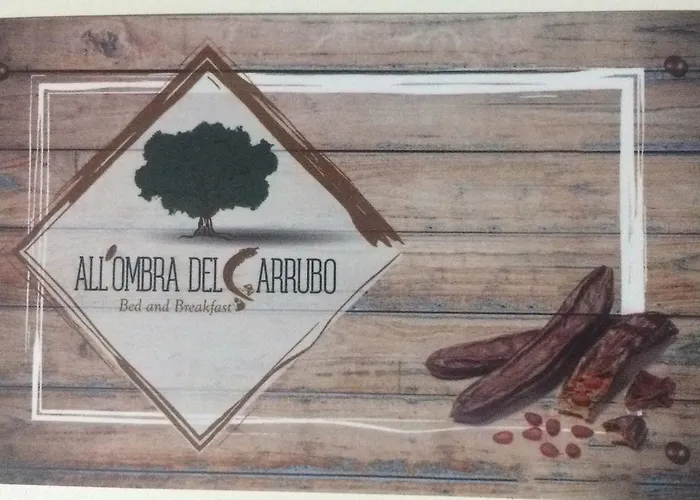 ALL'OMBRA DEL CARRUBO
Bed and Breakfast